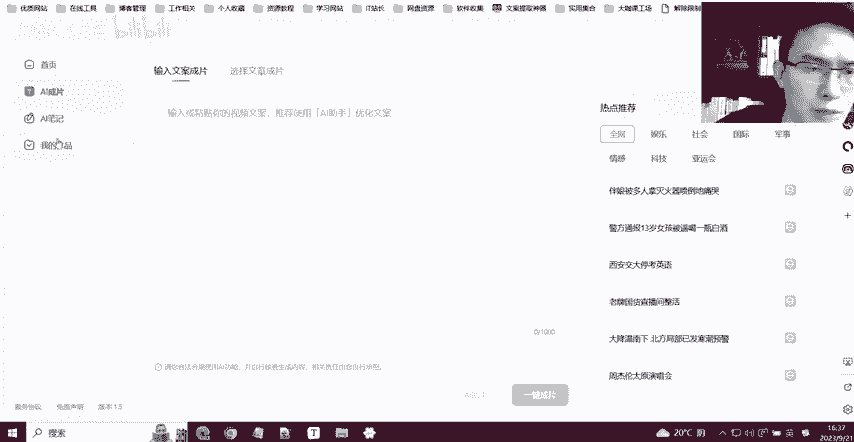 优质网站 在线工具 博客管理 工作相关 个人收藏 资源教程 学习网站 IT站长 网盘资源 软件收集 文案提取神器 实用集合 大咖课工场 解除限制
bilibili
首页
AI成片
AI笔记
我的作品
输入文案成片 选择文章成片
输入或粘贴你的视频文案，推荐使用「AI助手」优化文案
热点推荐
全网 娱乐 社会 国际 军事
情感 科技 亚运会
伴娘被多人拿灭火器喷倒地痛哭
警方通报13岁女孩被逼喝一瓶白酒
西安交大停考英语
老牌国货直播间整活
大降温南下 北方局部已发寒潮预警
周杰伦太原演唱会
0/1000
一键成片
服务协议 免责声明 版本 1.5
搜索
20°C 阴
英
16:37
2023/9/21